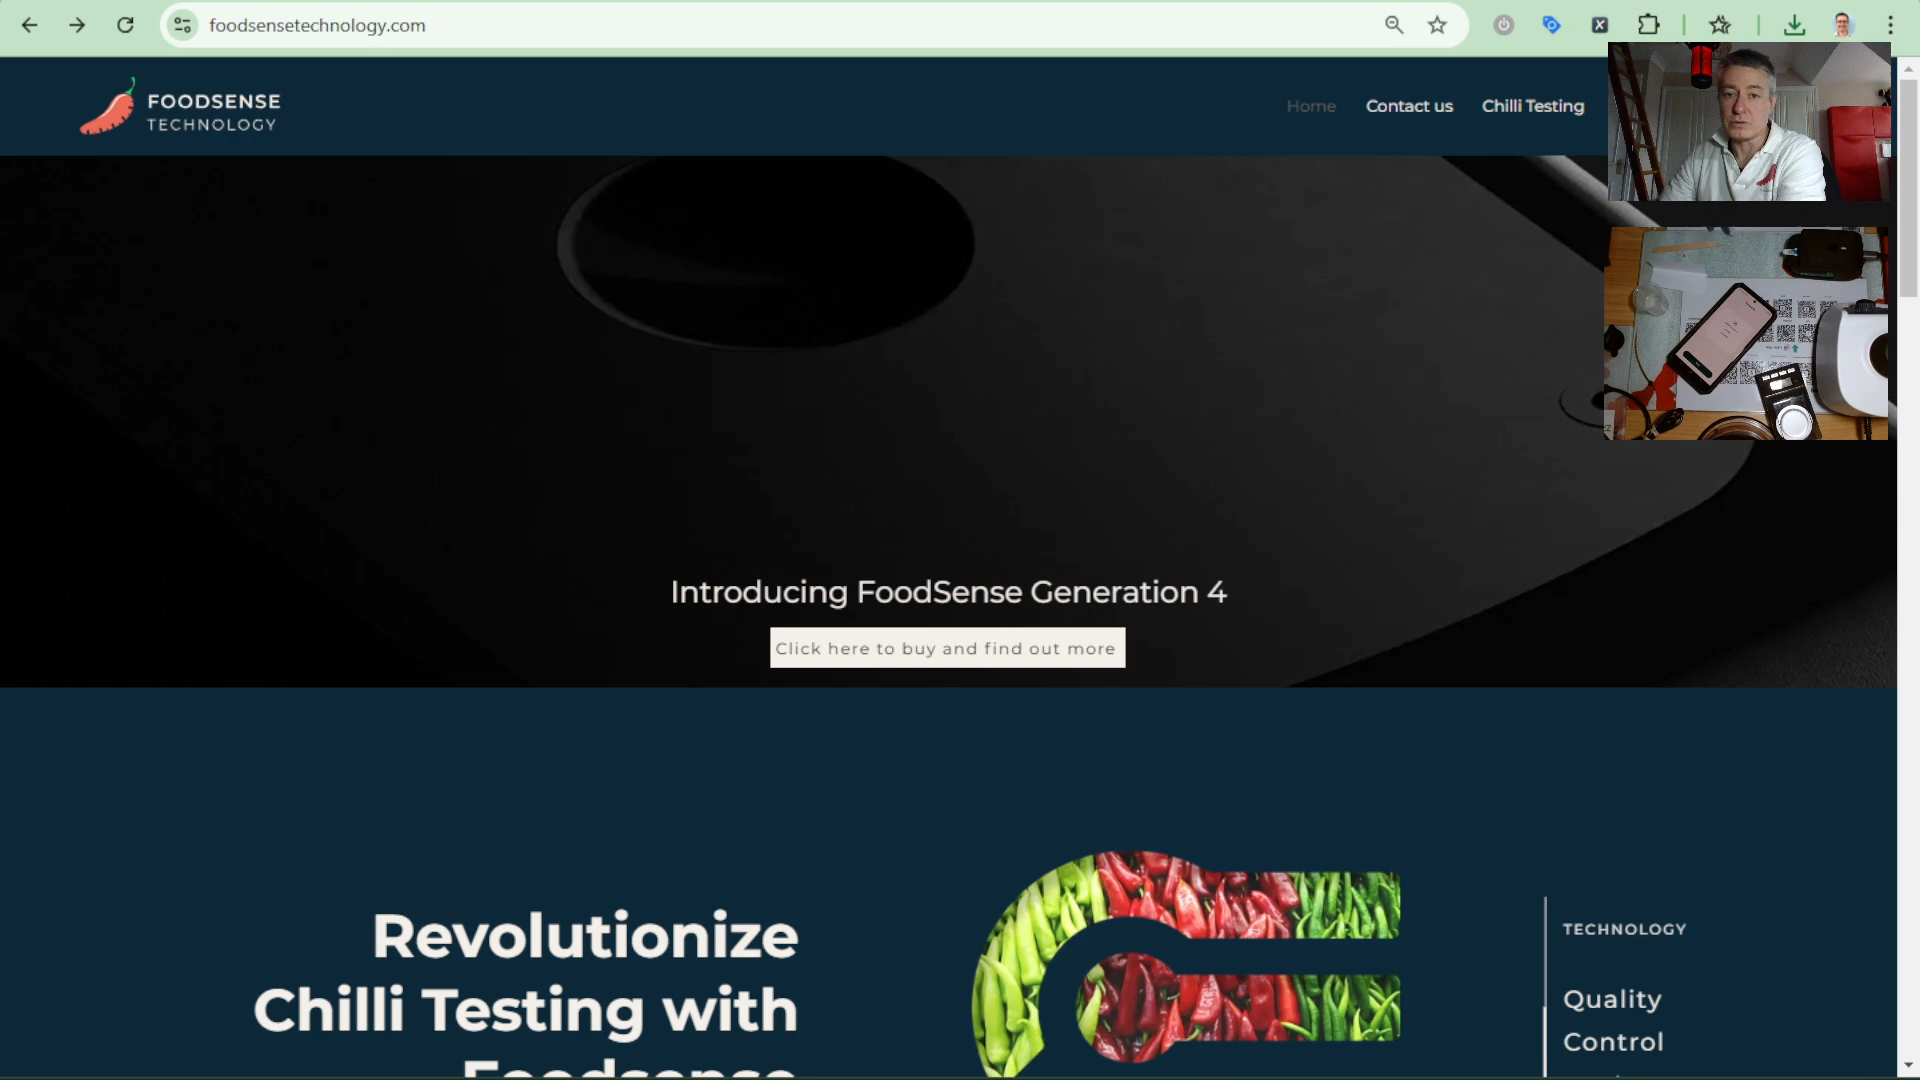 foodsensetechnology.com
FOODSENSE
TECHNOLOGY
Home
Contact us
Chilli Testing
Introducing FoodSense Generation 4
Click here to buy and find out more
Revolutionize
Chilli Testing with
Foodsense
TECHNOLOGY
Quality
Control